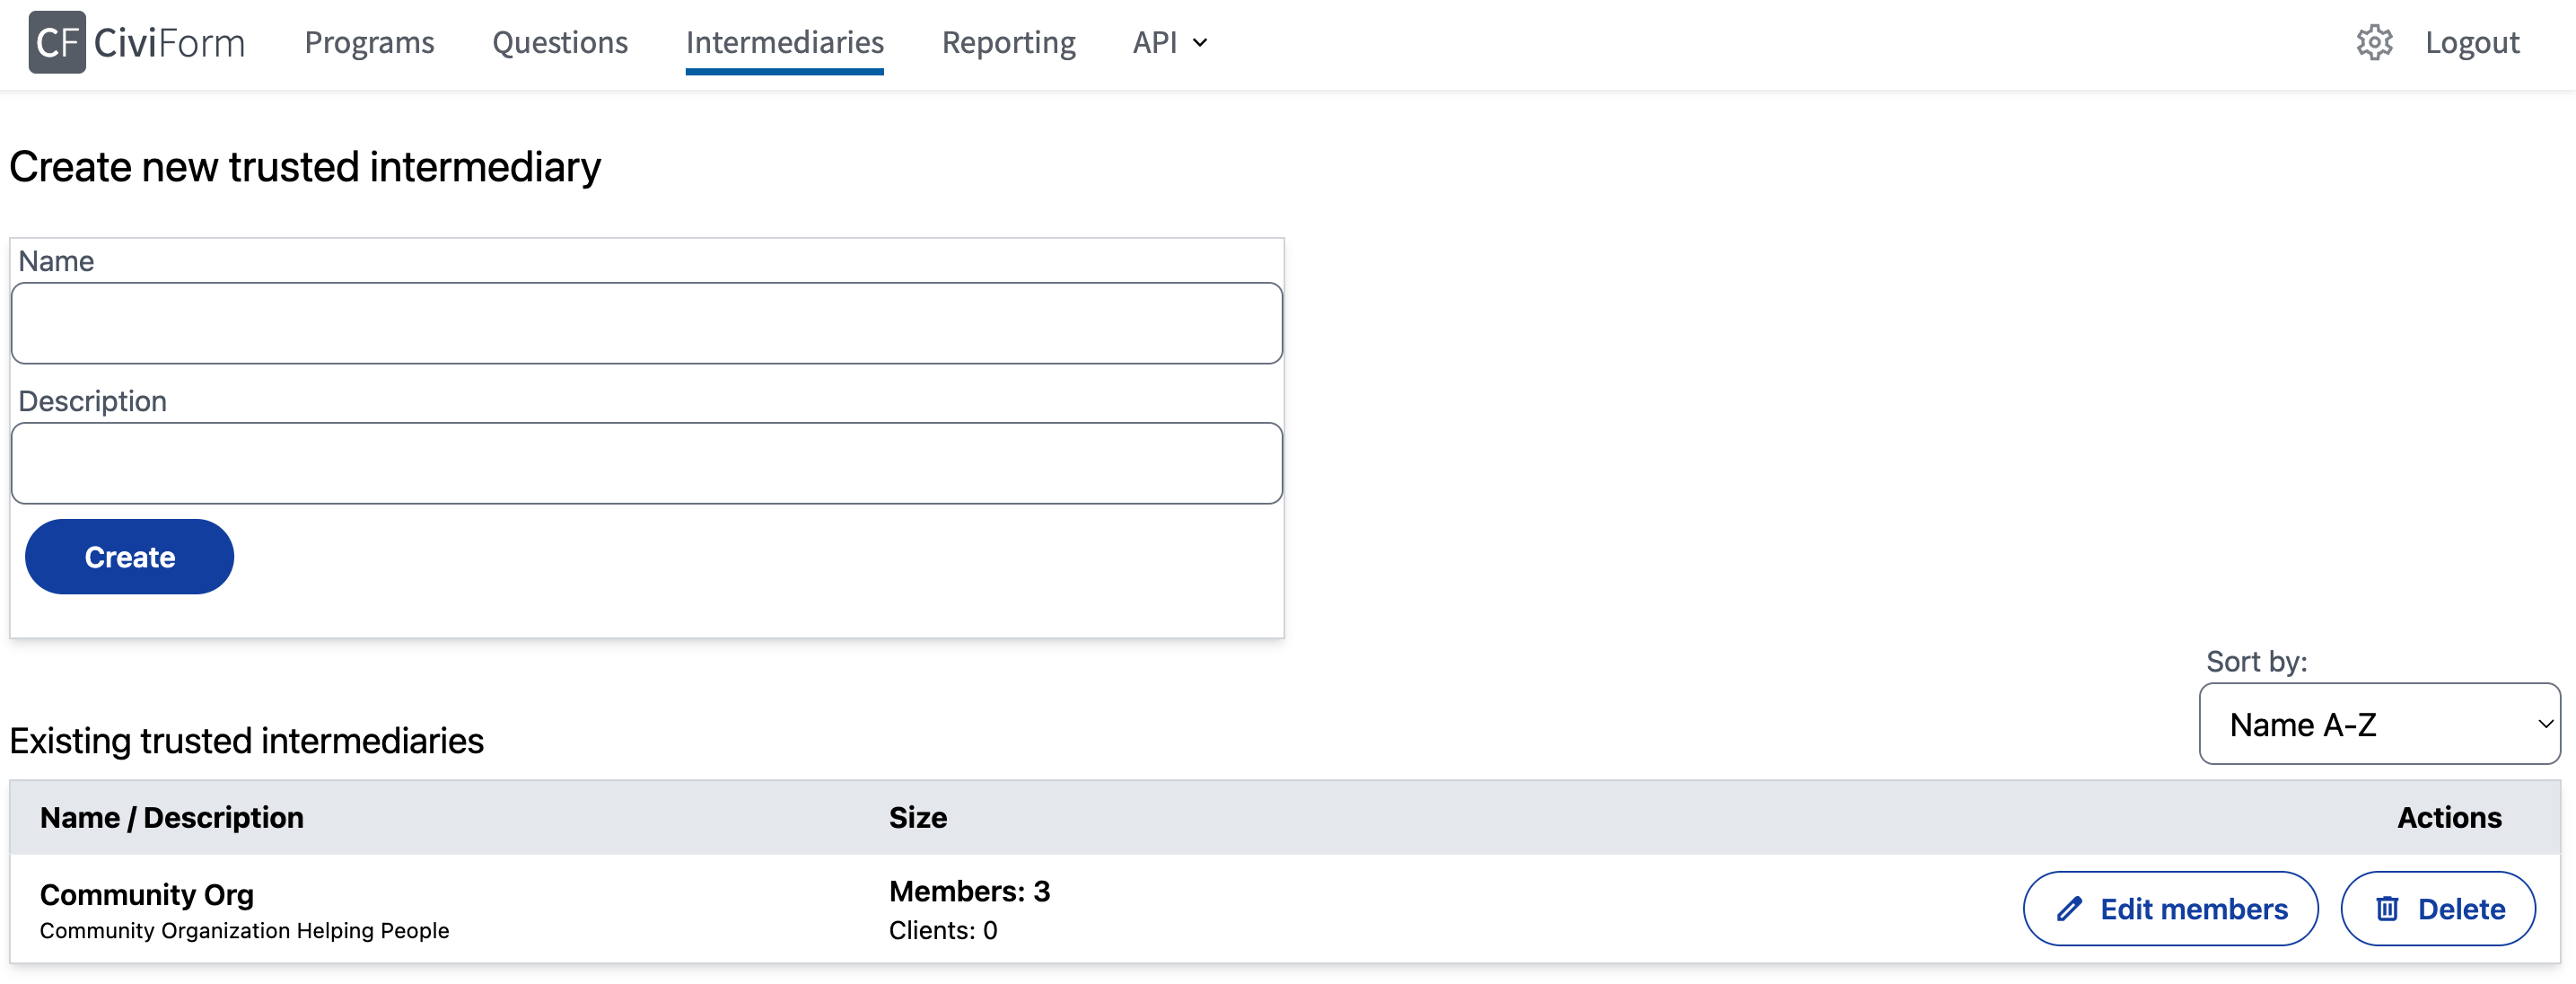 CF CiviForm Programs Questions Intermediaries Reporting API Logout
Create new trusted intermediary
Name
Description
Create
Sort by:
Name A-Z
Existing trusted intermediaries
Name / Description Size Actions
Community Org Members: 3 Edit members Delete
Community Organization Helping People Clients: 0